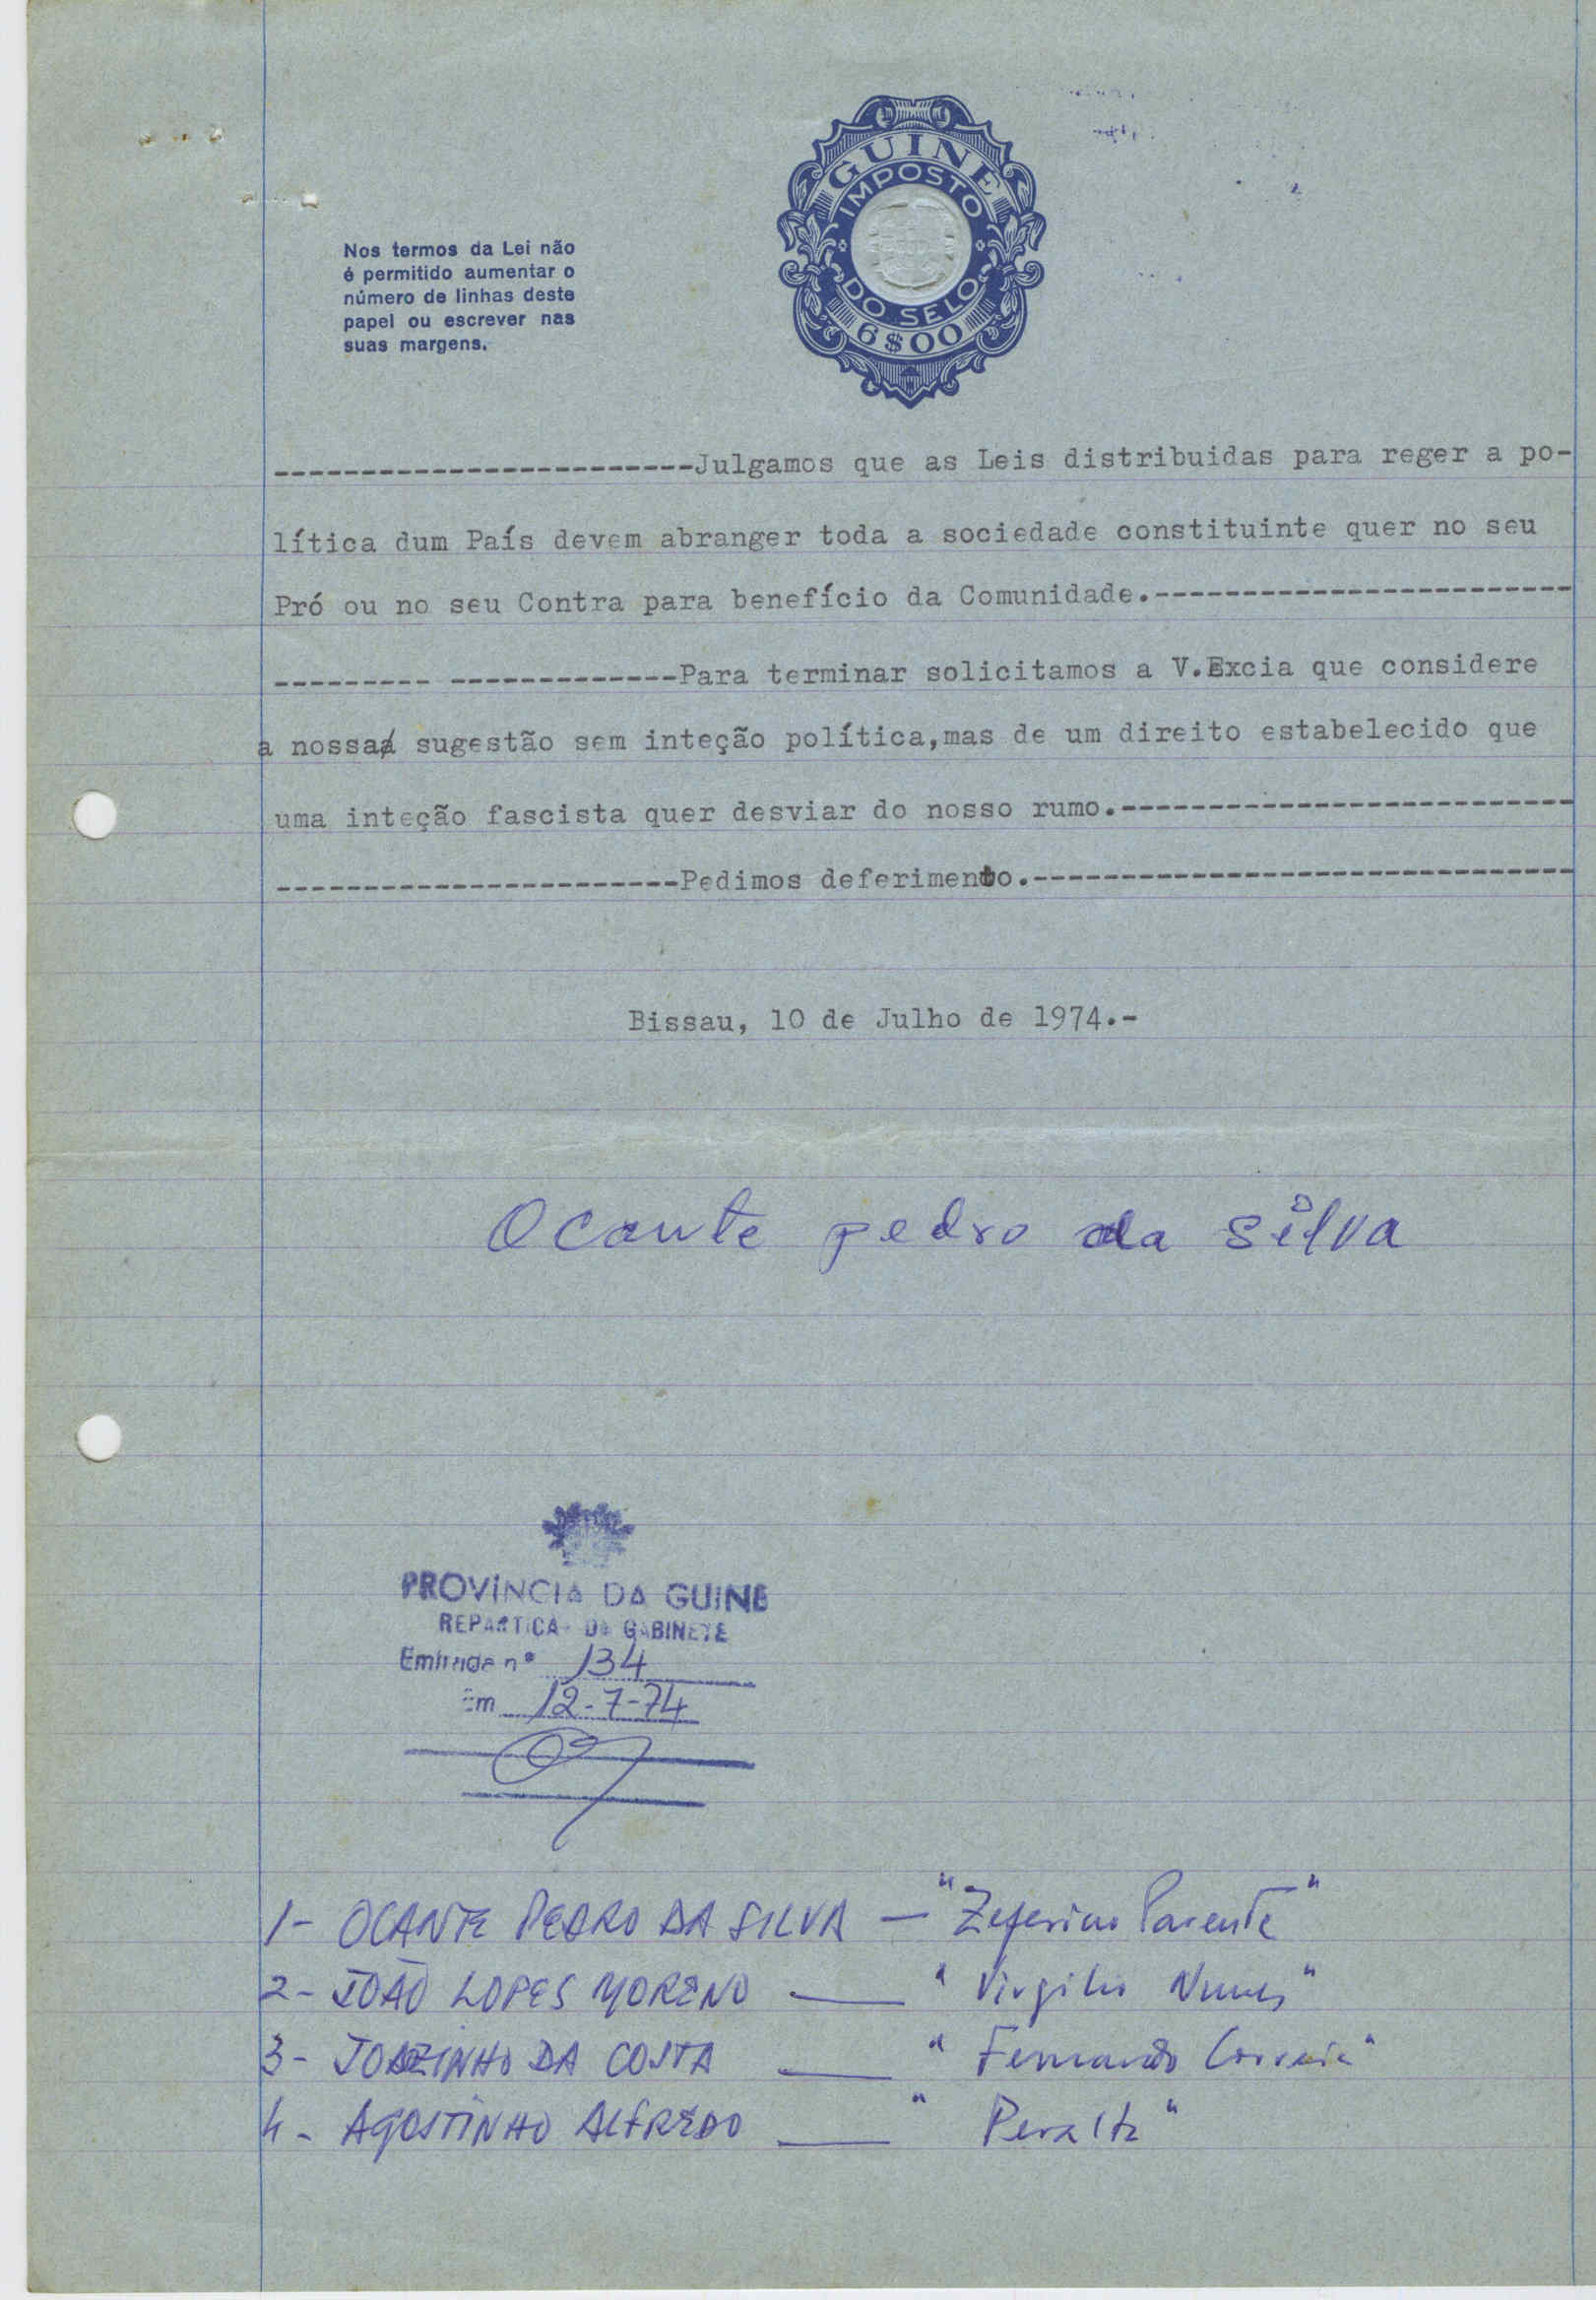 GUINÉ
IMPOSTO
DO SELO
6$00
Nos termos da Lei não
é permitido aumentar o
número de linhas deste
papel ou escrever nas
suas margens.
-----------------------Julgamos que as Leis distribuidas para reger a po-
lítica dum País devem abranger toda a sociedade constituinte quer no seu
Pró ou no seu Contra para benefício da Comunidade.-----------------------
--------- -------------Para terminar solicitamos a V.Excia que considere
a nossa sugestão sem inteção política,mas de um direito estabelecido que
uma inteção fascista quer desviar do nosso rumo.-------------------------
----------------------Pedimos deferimento.------------------------------
Bissau, 10 de Julho de 1974.-
Ocante pedro da silva
PROVÍNCIA DA GUINÉ
REPARTIÇÃO DE GABINETE
Entrada nº 134
Em 12-7-74
1- OCANTE PEDRO DA SILVA — "Zeferino Parente"
2- JOÃO LOPES MORENO — "Virgílio Nunes"
3- JOAZINHO DA COSTA — "Fernando Correia"
4- AGOSTINHO ALFREDO — "Peralta"